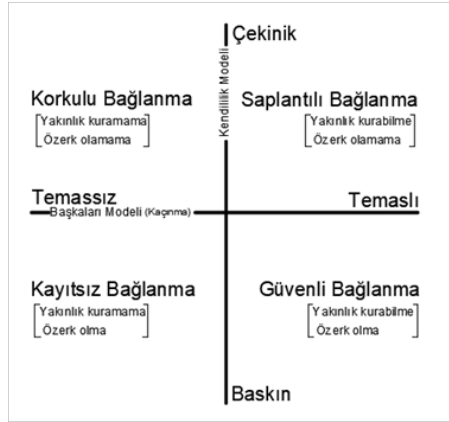 Çekinik
Kendililik Modeli
Korkulu Bağlanma
Yakınlık kuramama
Özerk olamama
Saplantılı Bağlanma
Yakınlık kurabilme
Özerk olamama
Temassız
Başkaları Modeli (Kaçınma)
Temaslı
Kayıtsız Bağlanma
Yakınlık kuramama
Özerk olma
Güvenli Bağlanma
Yakınlık kurabilme
Özerk olma
Baskın